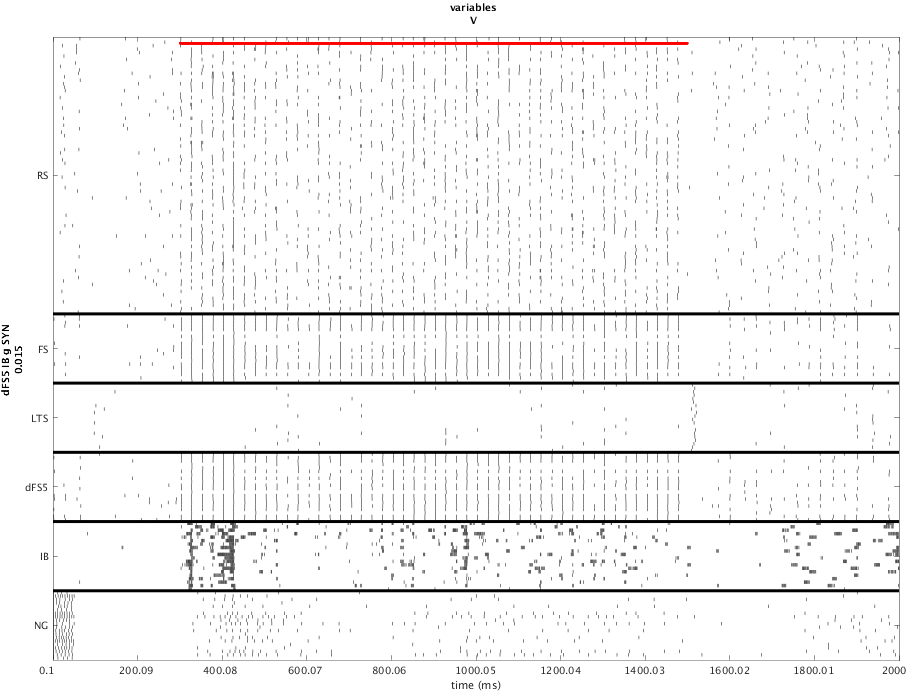 variables
V
RS
FS
LTS
dFS5
IB
NG
dFS5 IB g SYN
0.015
0.1
200.09
400.08
600.07
800.06
1000.05
1200.04
1400.03
1600.02
1800.01
2000
time (ms)